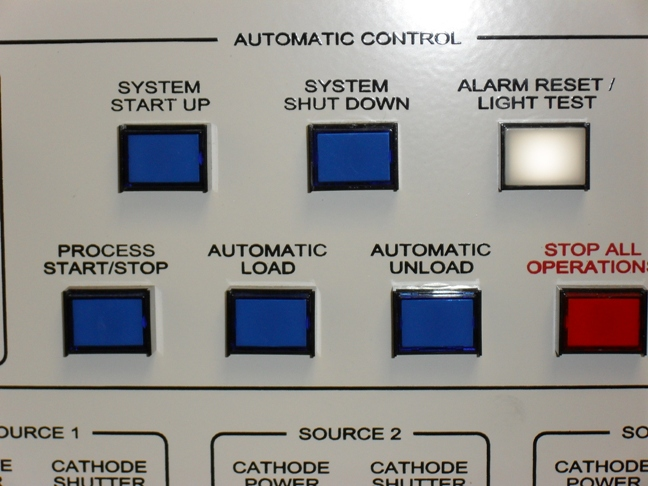 AUTOMATIC CONTROL
SYSTEM
START UP
SYSTEM
SHUT DOWN
ALARM RESET /
LIGHT TEST
PROCESS
START/STOP
AUTOMATIC
LOAD
AUTOMATIC
UNLOAD
STOP ALL
OPERATIONS
OURCE 1
SOURCE 2
SO
CATHODE
SHUTTER
CATHODE
POWER
CATHODE
SHUTTER
CATHODE
POWER